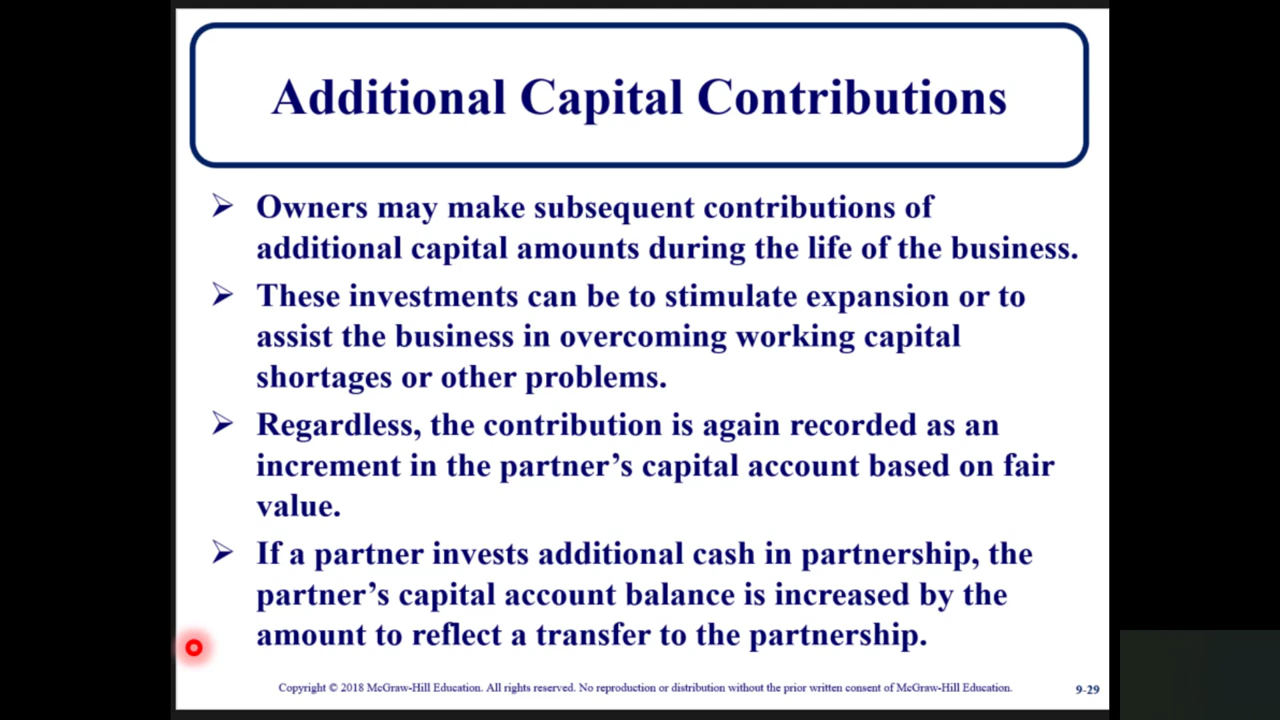 Additional Capital Contributions
Owners may make subsequent contributions of
additional capital amounts during the life of the business.
These investments can be to stimulate expansion or to
assist the business in overcoming working capital
shortages or other problems.
Regardless, the contribution is again recorded as an
increment in the partner’s capital account based on fair
value.
If a partner invests additional cash in partnership, the
partner’s capital account balance is increased by the
amount to reflect a transfer to the partnership.
Copyright © 2018 McGraw-Hill Education. All rights reserved. No reproduction or distribution without the prior written consent of McGraw-Hill Education.
9-29